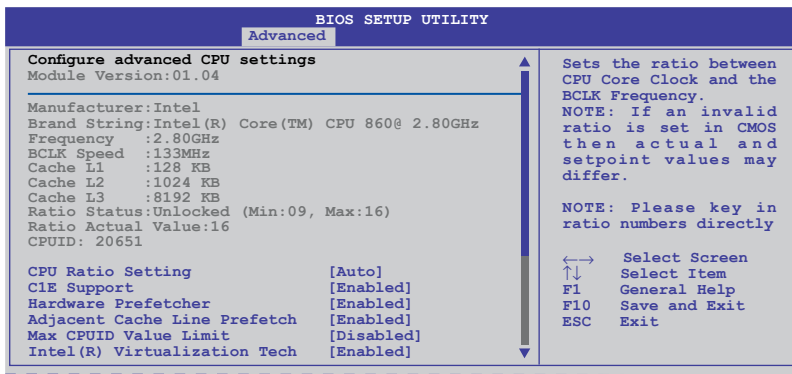 BIOS SETUP UTILITY
Advanced
Configure advanced CPU settings
Module Version:01.04
Manufacturer:Intel
Brand String:Intel(R) Core(TM) CPU 860@ 2.80GHz
Frequency :2.80GHz
BCLK Speed :133MHz
Cache L1 :128 KB
Cache L2 :1024 KB
Cache L3 :8192 KB
Ratio Status:Unlocked (Min:09, Max:16)
Ratio Actual Value:16
CPUID: 20651
CPU Ratio Setting [Auto]
C1E Support [Enabled]
Hardware Prefetcher [Enabled]
Adjacent Cache Line Prefetch [Enabled]
Max CPUID Value Limit [Disabled]
Intel(R) Virtualization Tech [Enabled]
Sets the ratio between
CPU Core Clock and the
BCLK Frequency.
NOTE: If an invalid
ratio is set in CMOS
then actual and
setpoint values may
differ.
NOTE: Please key in
ratio numbers directly
←→ Select Screen
↑↓ Select Item
F1 General Help
F10 Save and Exit
ESC Exit